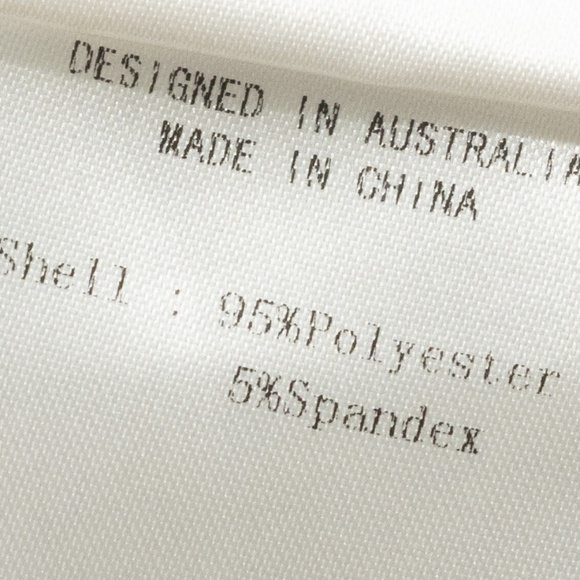 DESIGNED IN AUSTRALIA
MADE IN CHINA
Shell : 95%Polyester
5%Spandex